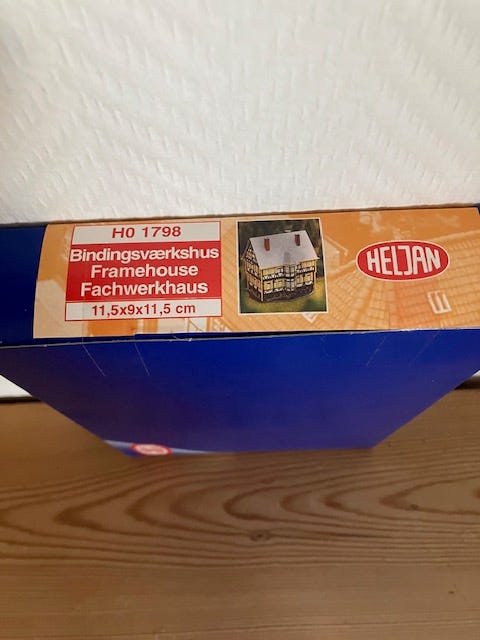 H0 1798
Bindingsværkshus
Framehouse
Fachwerkhaus
11,5x9x11,5 cm
HELJAN